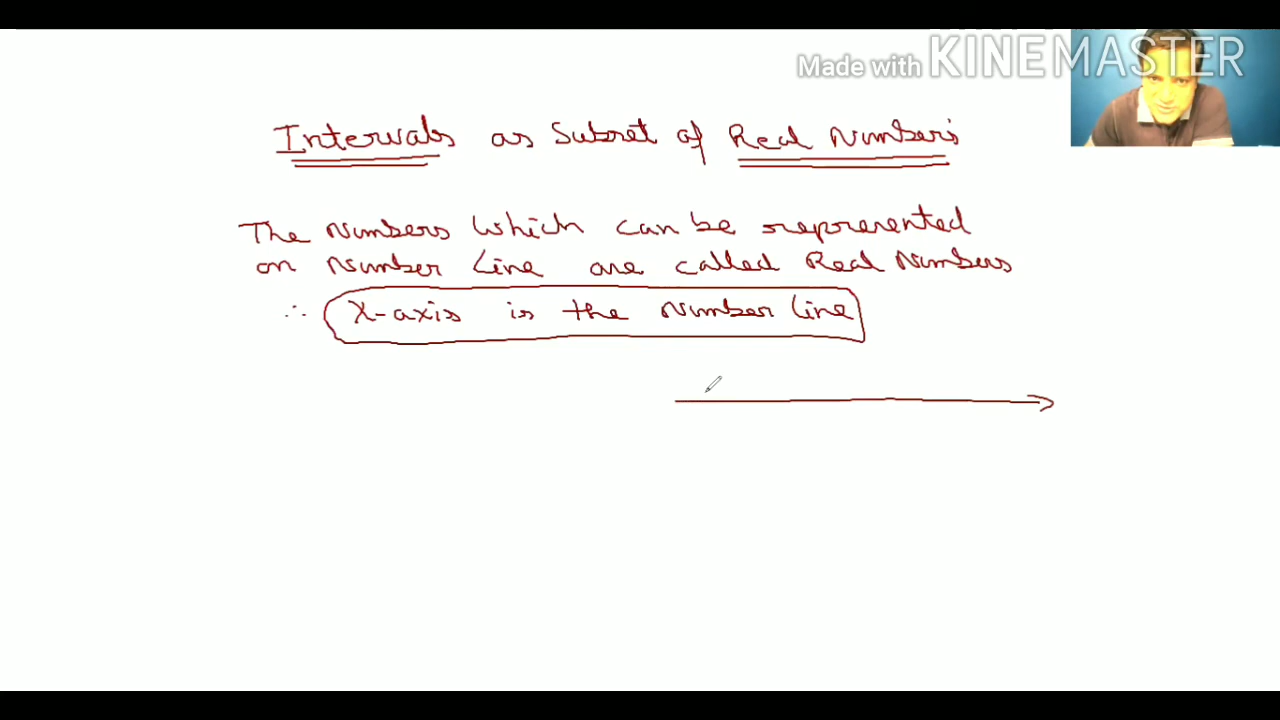 Made with KINEMASTER
Intervals as Subset of Real Numbers
The Numbers which can be represented
on Number Line are called Real Numbers
∴ X-axis is the Number Line